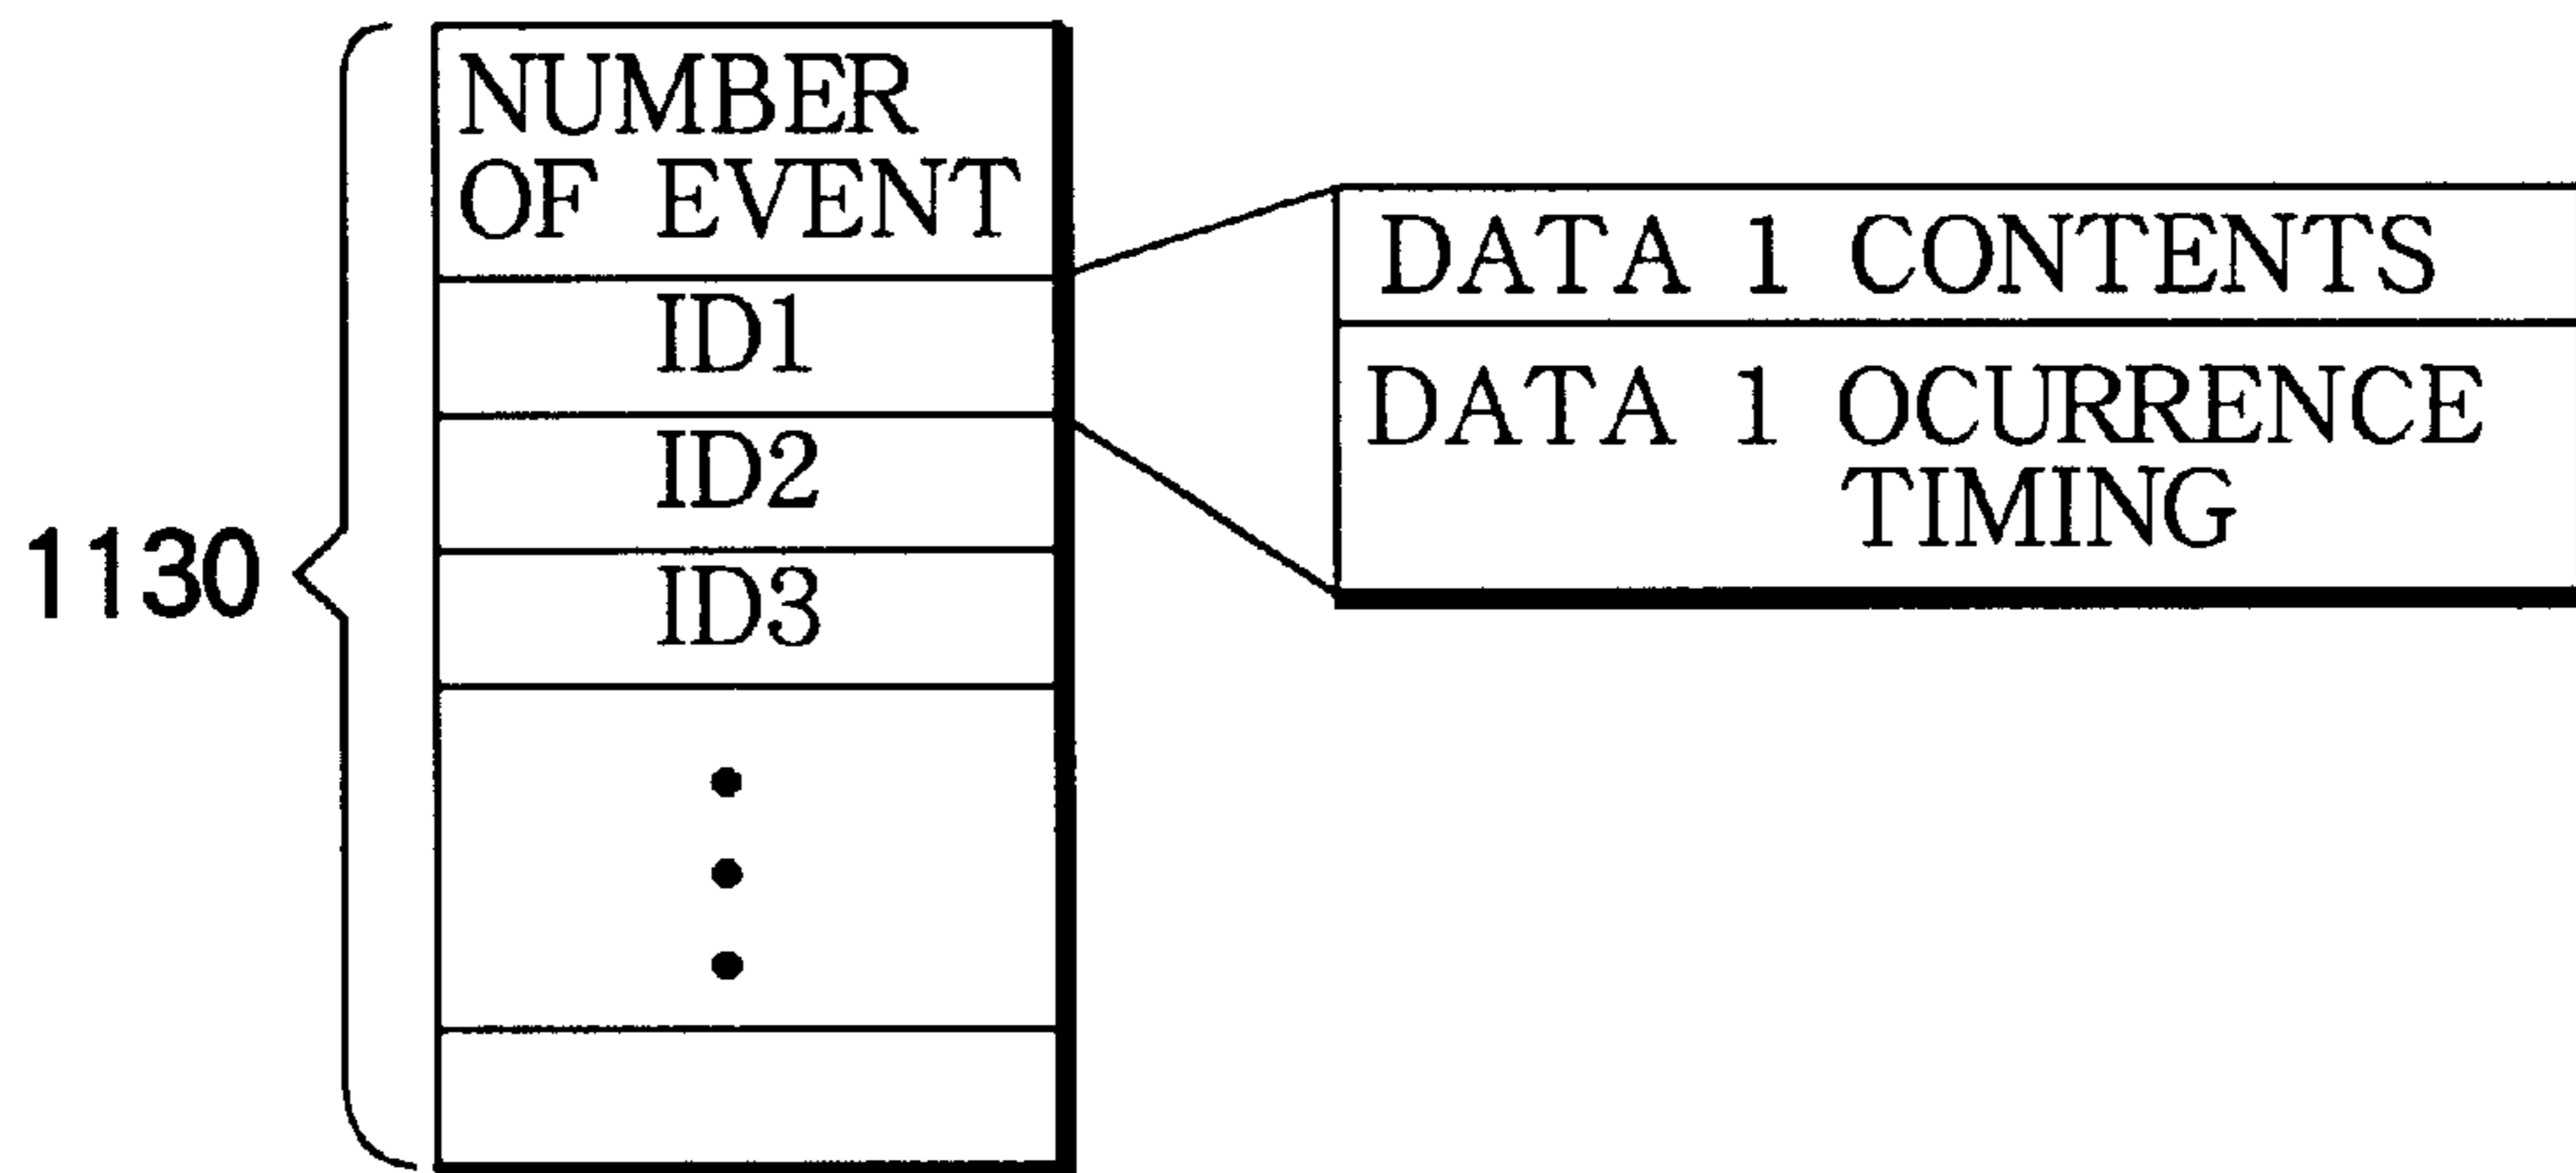 1130
NUMBER
OF EVENT
ID1
ID2
ID3
DATA 1 CONTENTS
DATA 1 OCURRENCE
TIMING